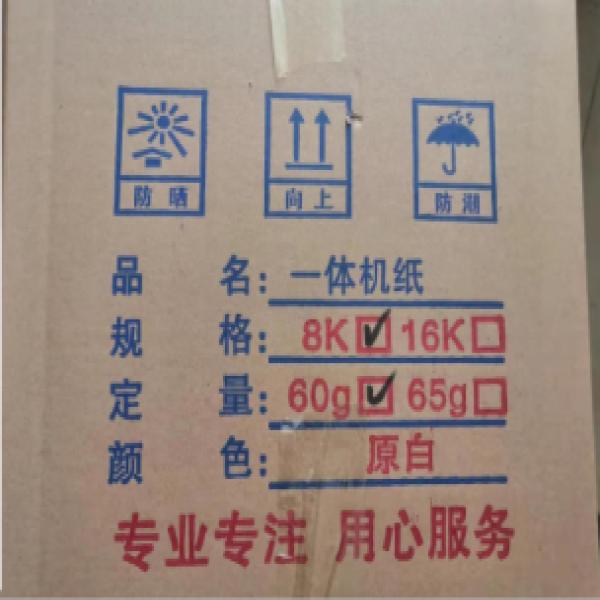 防晒 向上 防潮
品名：一体机纸
规格：8K☑ 16K□
定量：60g☑ 65g□
颜色：原白
专业专注 用心服务